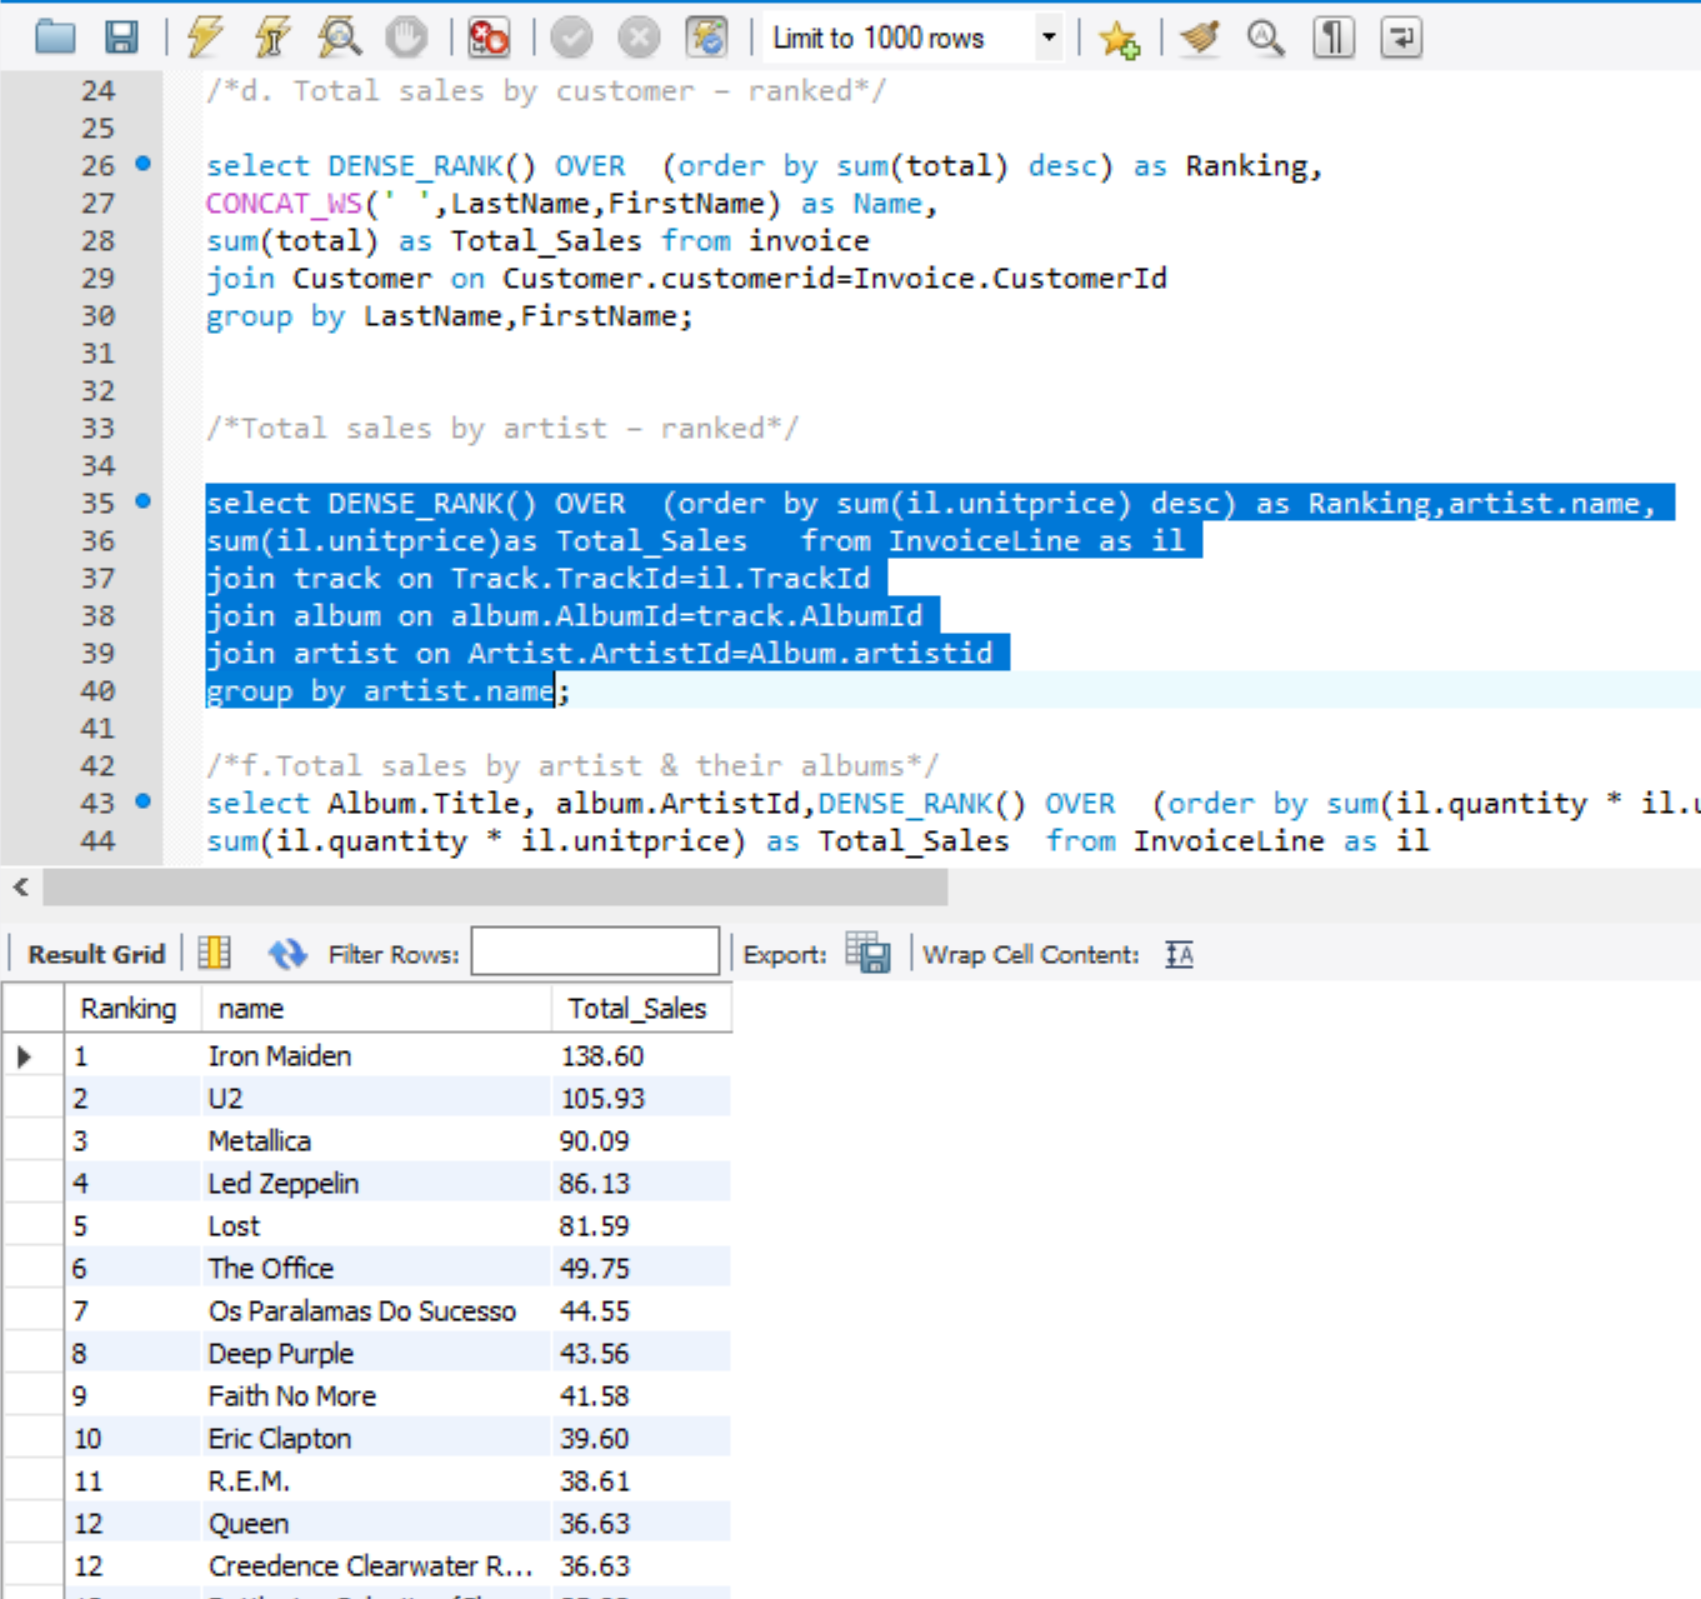 Limit to 1000 rows
24 /*d. Total sales by customer – ranked*/
25
26 select DENSE_RANK() OVER  (order by sum(total) desc) as Ranking,
27 CONCAT_WS(' ',LastName,FirstName) as Name,
28 sum(total) as Total_Sales from invoice
29 join Customer on Customer.customerid=Invoice.CustomerId
30 group by LastName,FirstName;
31
32
33 /*Total sales by artist – ranked*/
34
35 select DENSE_RANK() OVER  (order by sum(il.unitprice) desc) as Ranking,artist.name,
36 sum(il.unitprice)as Total_Sales   from InvoiceLine as il
37 join track on Track.TrackId=il.TrackId
38 join album on album.AlbumId=track.AlbumId
39 join artist on Artist.ArtistId=Album.artistid
40 group by artist.name;
41
42 /*f.Total sales by artist & their albums*/
43 select Album.Title, album.ArtistId,DENSE_RANK() OVER  (order by sum(il.quantity * il.u
44 sum(il.quantity * il.unitprice) as Total_Sales  from InvoiceLine as il
Result Grid Filter Rows: Export: Wrap Cell Content:
Ranking name Total_Sales
1 Iron Maiden 138.60
2 U2 105.93
3 Metallica 90.09
4 Led Zeppelin 86.13
5 Lost 81.59
6 The Office 49.75
7 Os Paralamas Do Sucesso 44.55
8 Deep Purple 43.56
9 Faith No More 41.58
10 Eric Clapton 39.60
11 R.E.M. 38.61
12 Queen 36.63
12 Creedence Clearwater R... 36.63